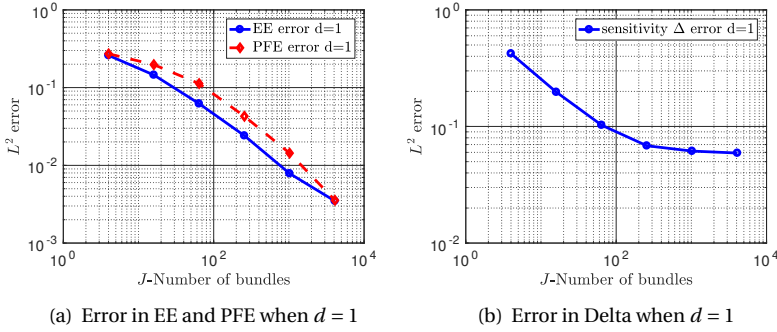 10^0
10^-1
10^-2
10^-3
L^2 error
10^0
10^2
10^4
J-Number of bundles
EE error d=1
PFE error d=1
(a) Error in EE and PFE when d = 1
10^0
10^-1
10^-2
L^2 error
10^0
10^2
10^4
J-Number of bundles
sensitivity Δ error d=1
(b) Error in Delta when d = 1